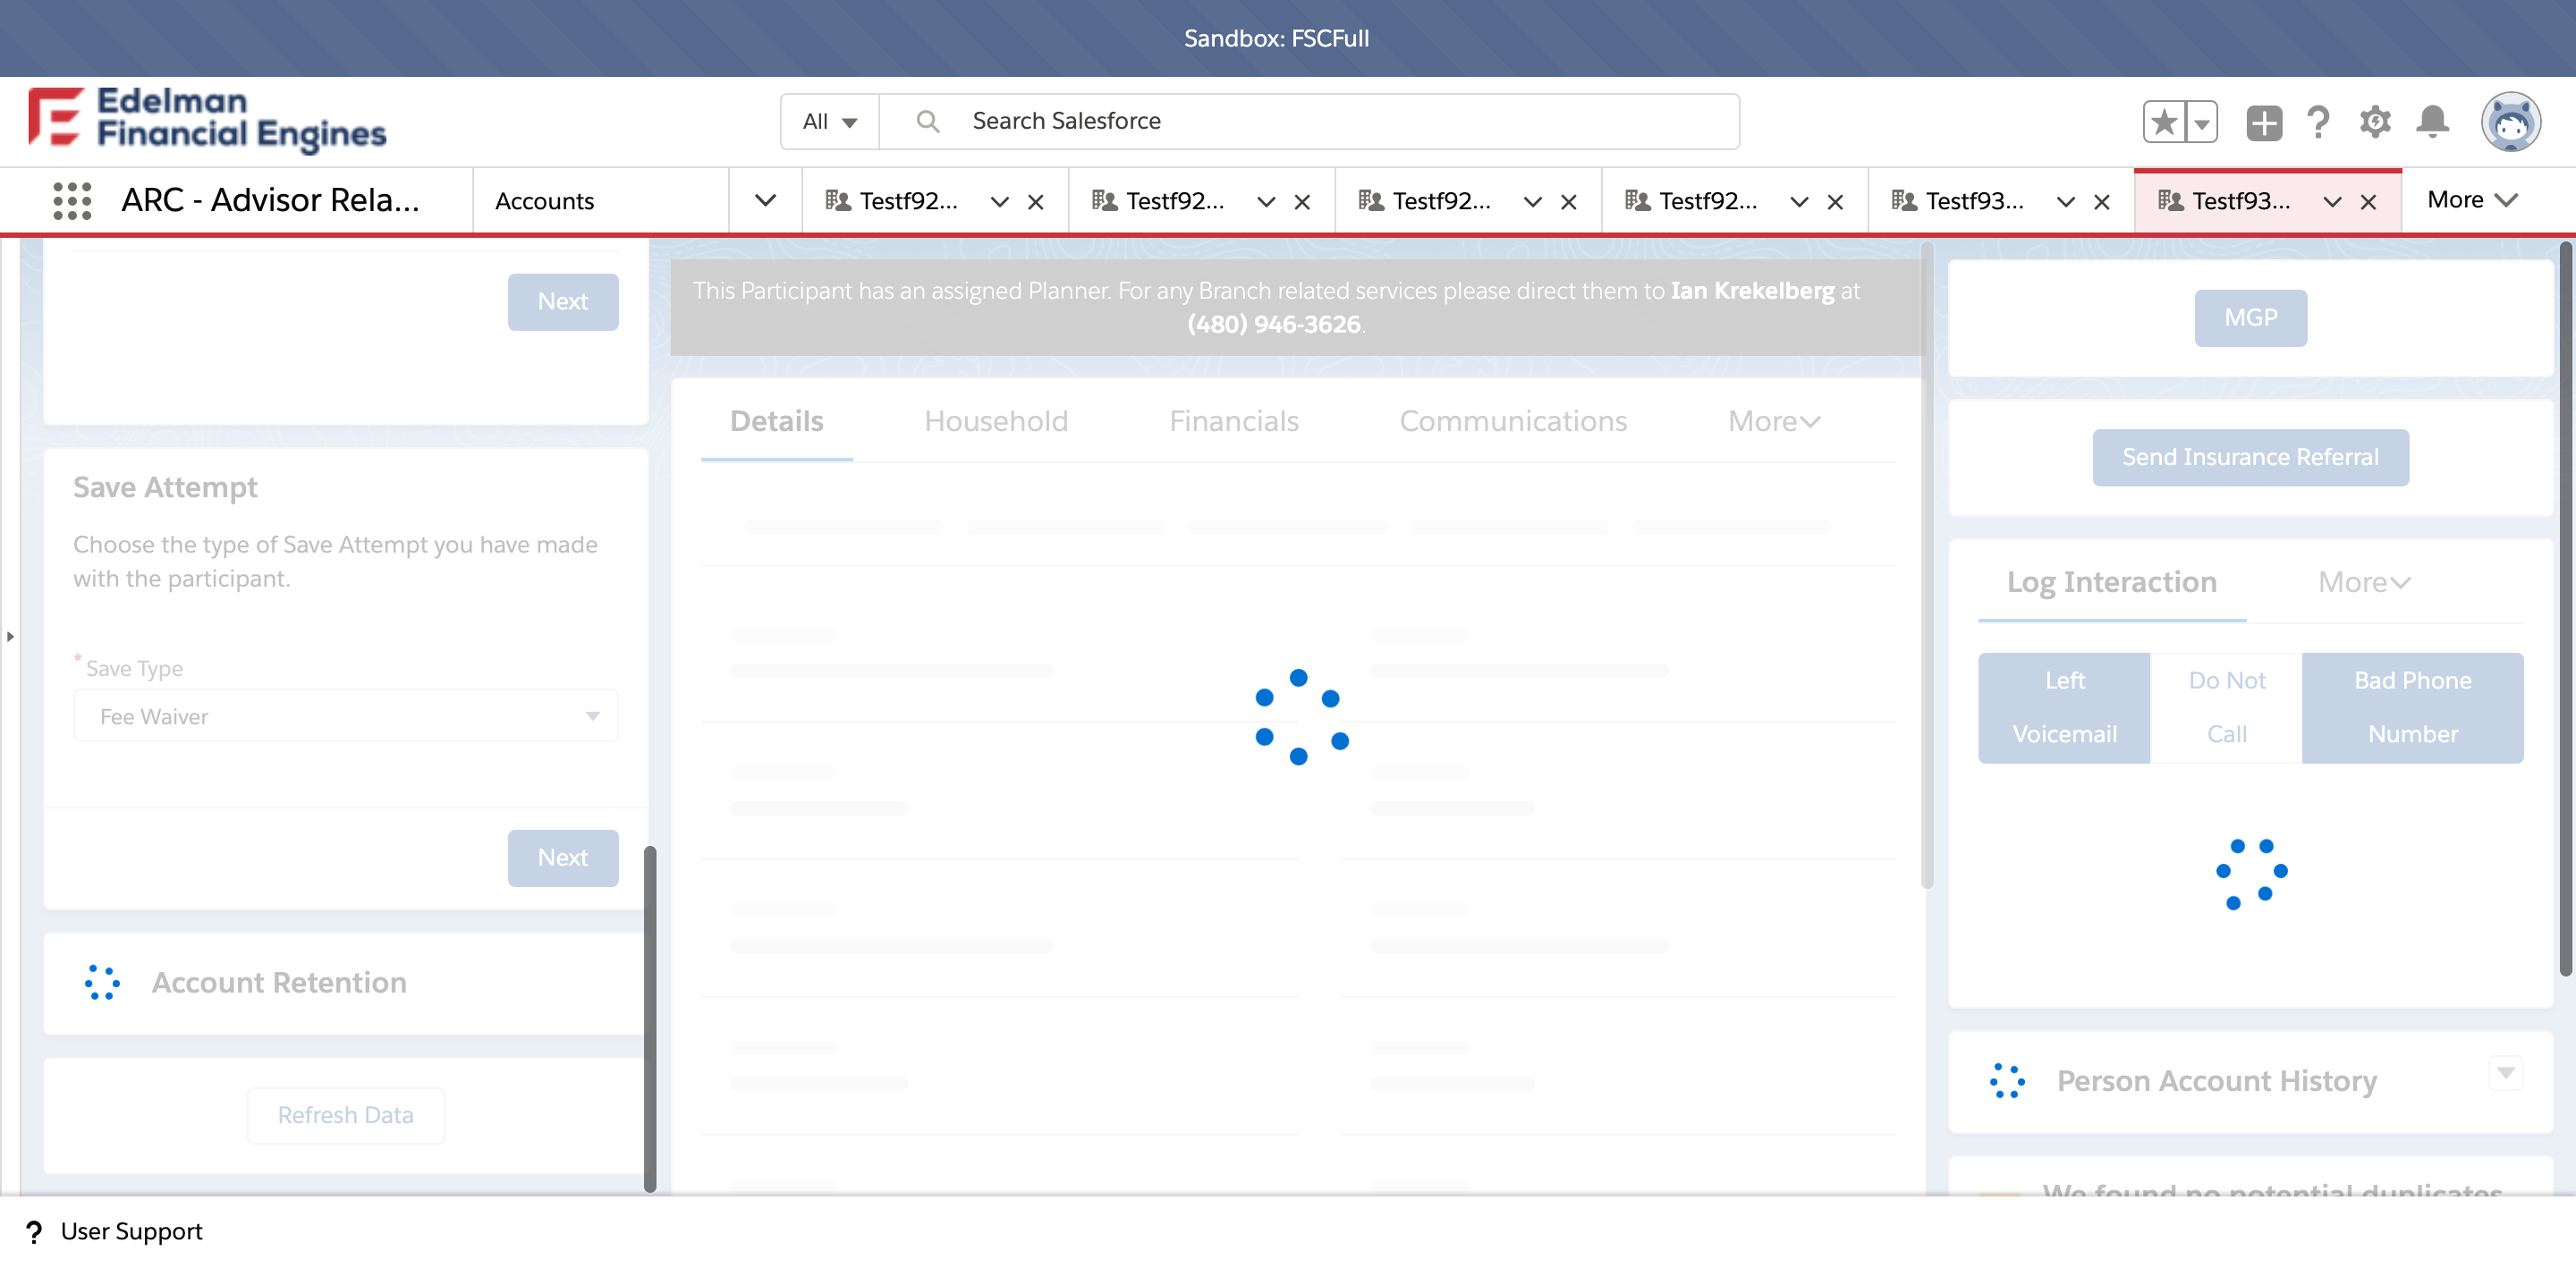 Sandbox: FSCFull
Edelman
Financial Engines
All
Search Salesforce
ARC - Advisor Rela...
Accounts
Testf92...
Testf92...
Testf92...
Testf92...
Testf93...
Testf93...
More
Next
Save Attempt
Choose the type of Save Attempt you have made
with the participant.
* Save Type
Fee Waiver
Next
Account Retention
Refresh Data
This Participant has an assigned Planner. For any Branch related services please direct them to Ian Krekelberg at
(480) 946-3626.
Details
Household
Financials
Communications
More
MGP
Send Insurance Referral
Log Interaction
More
Left
Voicemail
Do Not
Call
Bad Phone
Number
Person Account History
We found no potential duplicates
? User Support